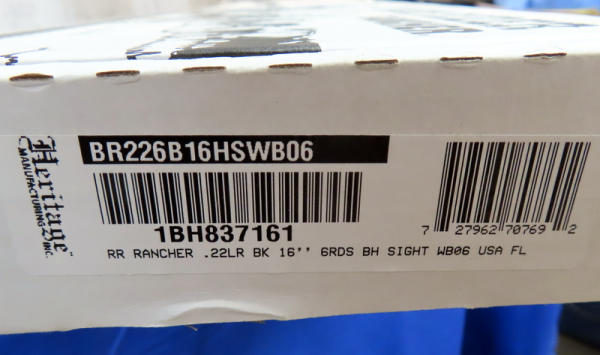 Heritage™
MANUFACTURING INC.
BR226B16HSWB06
1BH837161
7 27962 70769 2
RR RANCHER .22LR BK 16'' 6RDS BH SIGHT WB06 USA FL